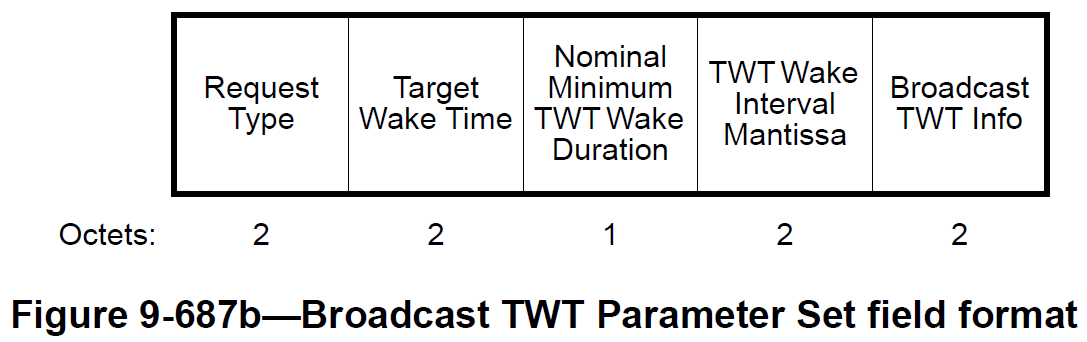 Request
Type
Target
Wake Time
Nominal
Minimum
TWT Wake
Duration
TWT Wake
Interval
Mantissa
Broadcast
TWT Info
Octets: 2 2 1 2 2
Figure 9-687b—Broadcast TWT Parameter Set field format